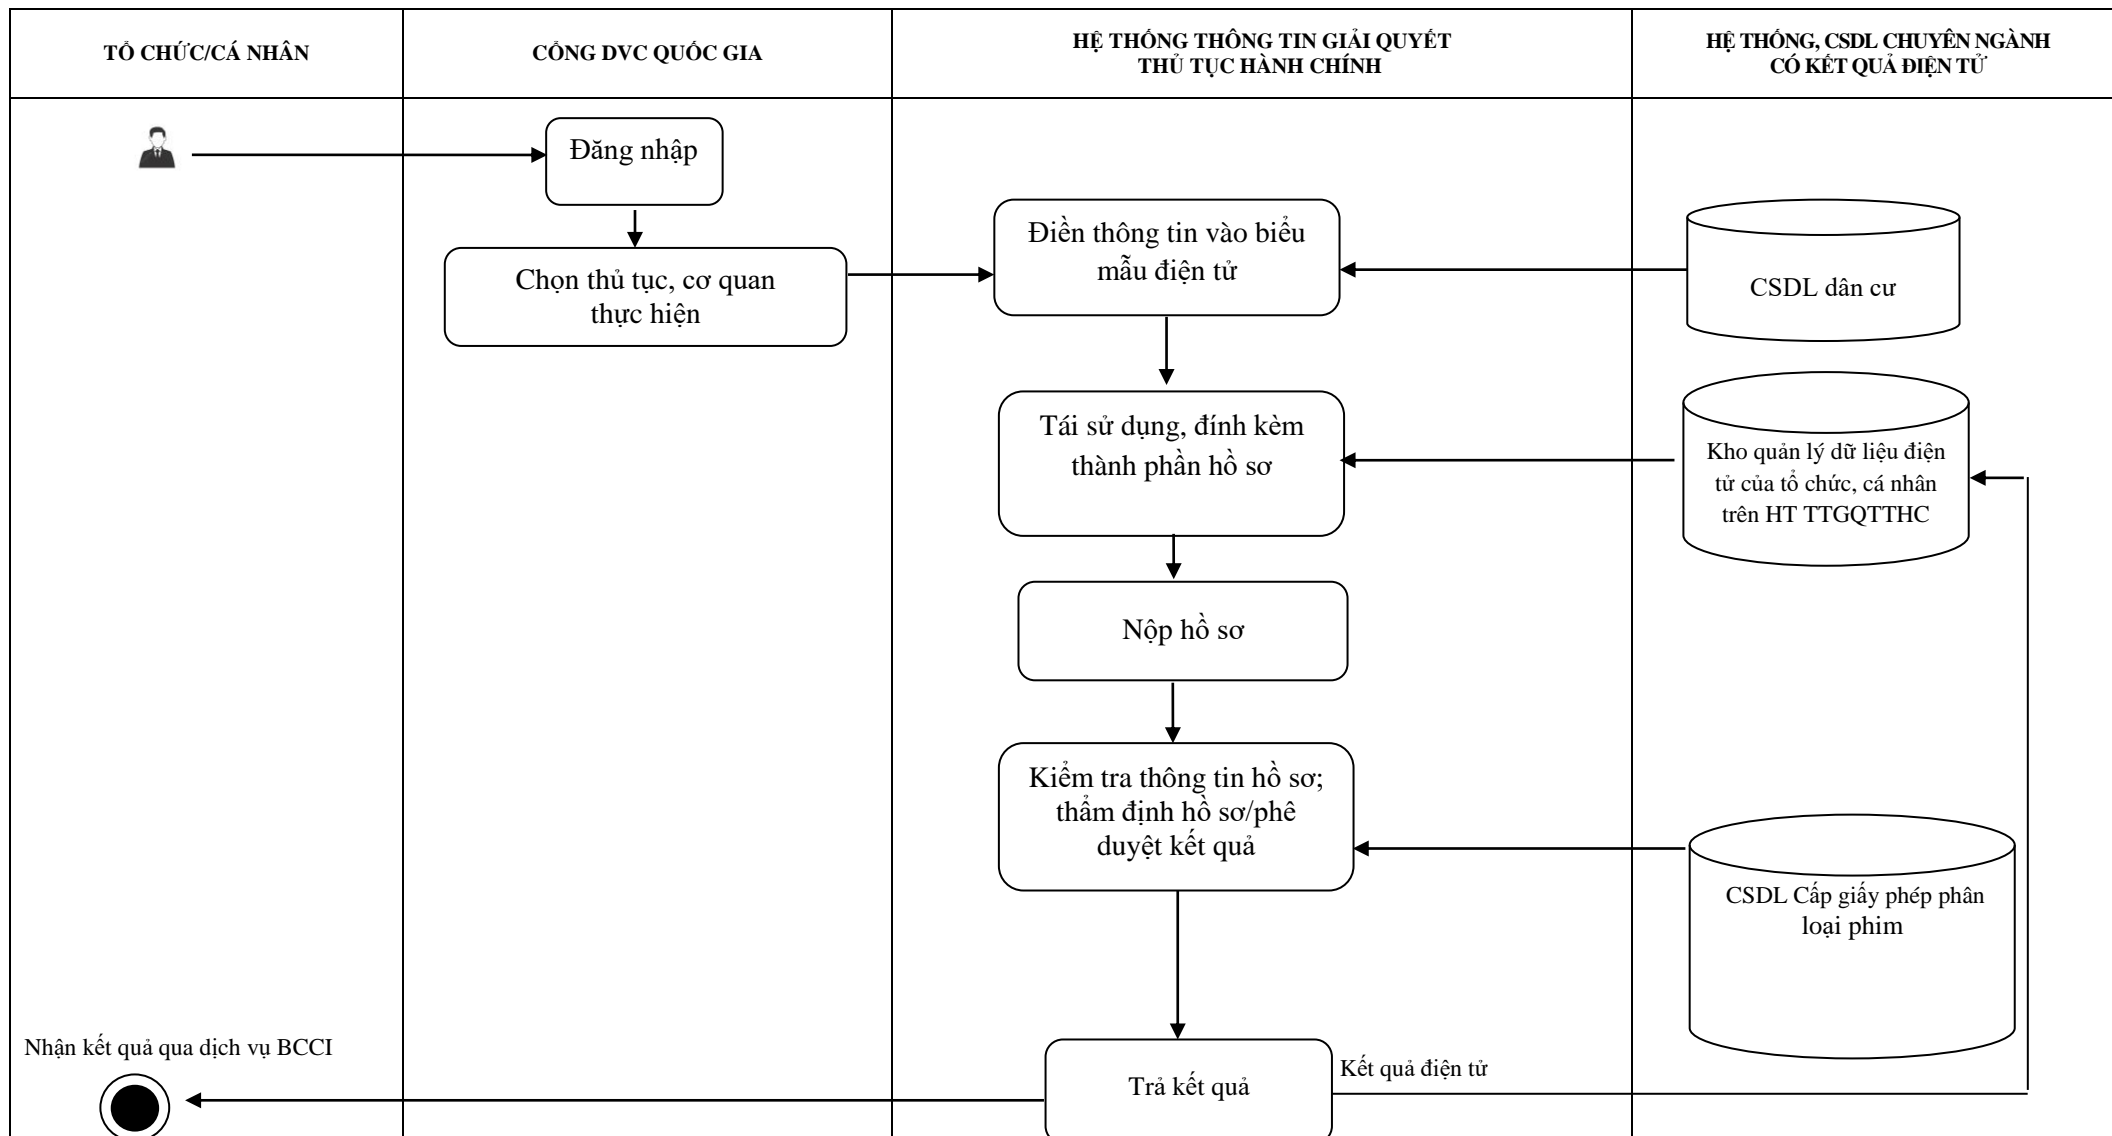 TỔ CHỨC/CÁ NHÂN
CỔNG DVC QUỐC GIA
HỆ THỐNG THÔNG TIN GIẢI QUYẾT
THỦ TỤC HÀNH CHÍNH
HỆ THỐNG, CSDL CHUYÊN NGÀNH
CÓ KẾT QUẢ ĐIỆN TỬ
Đăng nhập
Chọn thủ tục, cơ quan
thực hiện
Điền thông tin vào biểu
mẫu điện tử
CSDL dân cư
Tái sử dụng, đính kèm
thành phần hồ sơ
Kho quản lý dữ liệu điện
tử của tổ chức, cá nhân
trên HT TTGQTTHC
Nộp hồ sơ
Kiểm tra thông tin hồ sơ;
thẩm định hồ sơ/phê
duyệt kết quả
CSDL Cấp giấy phép phân
loại phim
Nhận kết quả qua dịch vụ BCCI
Trả kết quả
Kết quả điện tử